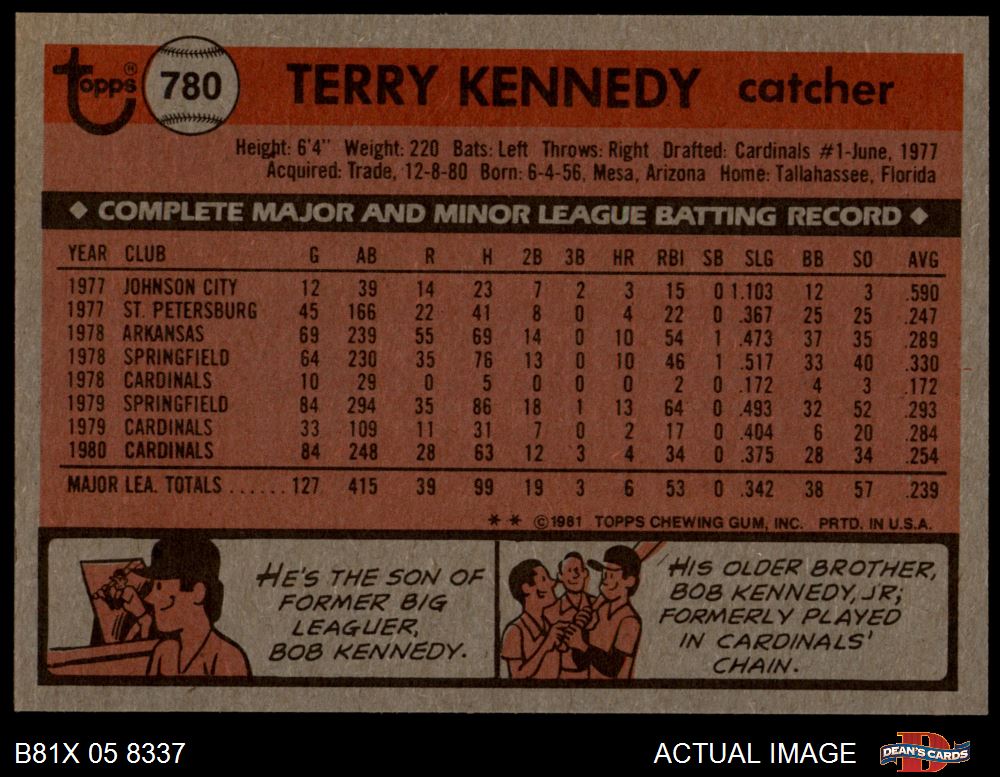 topps®
780
TERRY KENNEDY catcher
Height: 6'4" Weight: 220 Bats: Left Throws: Right Drafted: Cardinals #1-June, 1977
Acquired: Trade, 12-8-80 Born: 6-4-56, Mesa, Arizona Home: Tallahassee, Florida
◆ COMPLETE MAJOR AND MINOR LEAGUE BATTING RECORD ◆
YEAR CLUB G AB R H 2B 3B HR RBI SB SLG BB SO AVG
1977 JOHNSON CITY 12 39 14 23 7 2 3 15 0 1.103 12 3 .590
1977 ST. PETERSBURG 45 166 22 41 8 0 4 22 0 .367 25 25 .247
1978 ARKANSAS 69 239 55 69 14 0 10 54 1 .473 37 35 .289
1978 SPRINGFIELD 64 230 35 76 13 0 10 46 1 .517 33 40 .330
1978 CARDINALS 10 29 0 5 0 0 0 2 0 .172 4 3 .172
1979 SPRINGFIELD 84 294 35 86 18 1 13 64 0 .493 32 52 .293
1979 CARDINALS 33 109 11 31 7 0 2 17 0 .404 6 20 .284
1980 CARDINALS 84 248 28 63 12 3 4 34 0 .375 28 34 .254
MAJOR LEA. TOTALS ...... 127 415 39 99 19 3 6 53 0 .342 38 57 .239
* * ©1981 TOPPS CHEWING GUM, INC. PRTD. IN U.S.A.
HE'S THE SON OF
FORMER BIG
LEAGUER,
BOB KENNEDY.
HIS OLDER BROTHER,
BOB KENNEDY, JR;
FORMERLY PLAYED
IN CARDINALS'
CHAIN.
B81X 05 8337
ACTUAL IMAGE
DEAN'S CARDS